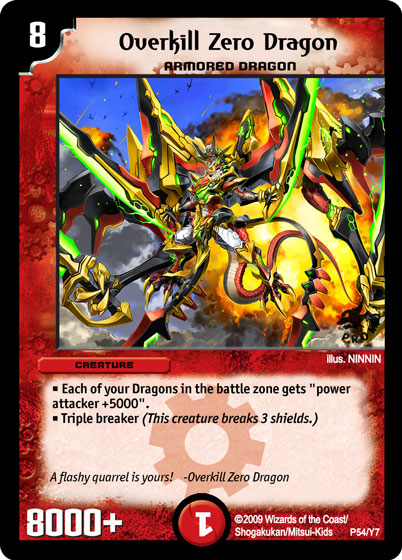 8
Overkill Zero Dragon
ARMORED DRAGON
illus. NINNIN
CREATURE
▪ Each of your Dragons in the battle zone gets "power
attacker +5000".
▪ Triple breaker (This creature breaks 3 shields.)
A flashy quarrel is yours!   -Overkill Zero Dragon
8000+
1
©2009 Wizards of the Coast/
Shogakukan/Mitsui-Kids
P54/Y7